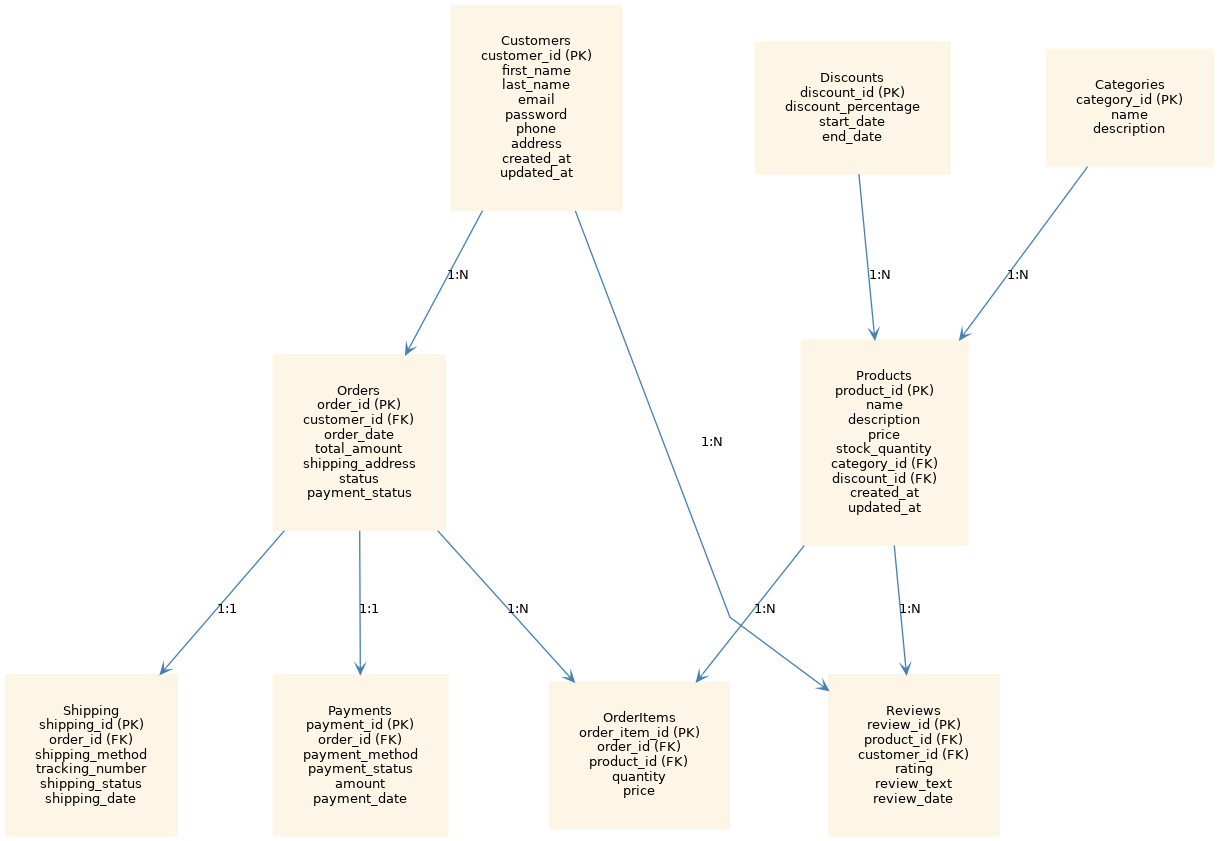 Customers
customer_id (PK)
first_name
last_name
email
password
phone
address
created_at
updated_at
Discounts
discount_id (PK)
discount_percentage
start_date
end_date
Categories
category_id (PK)
name
description
1:N
1:N
1:N
Orders
order_id (PK)
customer_id (FK)
order_date
total_amount
shipping_address
status
payment_status
1:N
Products
product_id (PK)
name
description
price
stock_quantity
category_id (FK)
discount_id (FK)
created_at
updated_at
1:1
1:1
1:N
1:N
1:N
Shipping
shipping_id (PK)
order_id (FK)
shipping_method
tracking_number
shipping_status
shipping_date
Payments
payment_id (PK)
order_id (FK)
payment_method
payment_status
amount
payment_date
OrderItems
order_item_id (PK)
order_id (FK)
product_id (FK)
quantity
price
Reviews
review_id (PK)
product_id (FK)
customer_id (FK)
rating
review_text
review_date